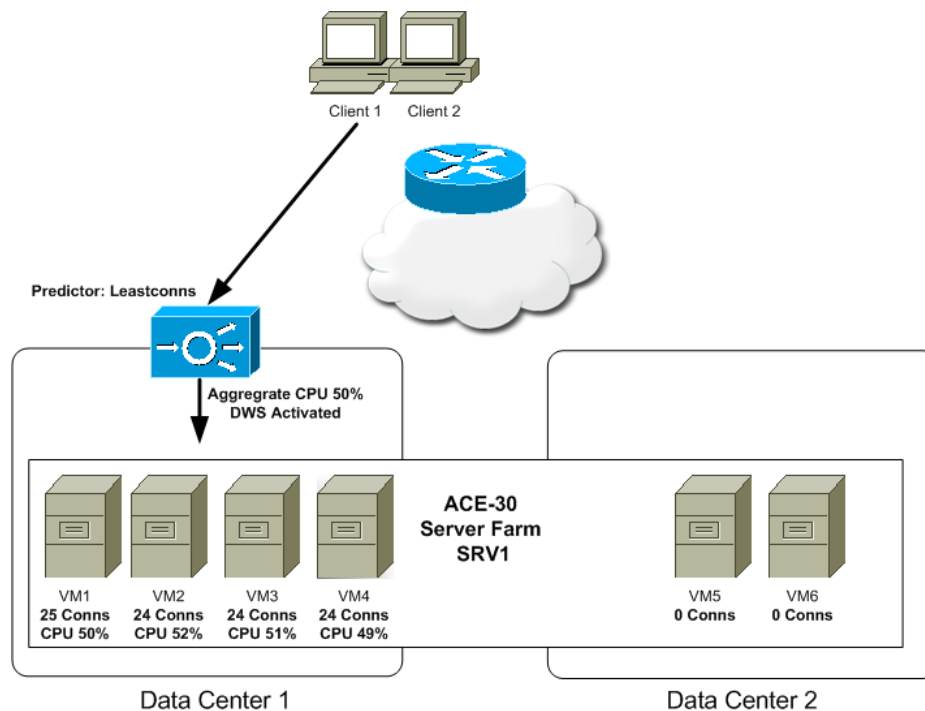 Client 1
Client 2
Predictor: Leastconns
Aggregrate CPU 50%
DWS Activated
ACE-30
Server Farm
SRV1
VM1
25 Conns
CPU 50%
VM2
24 Conns
CPU 52%
VM3
24 Conns
CPU 51%
VM4
24 Conns
CPU 49%
VM5
0 Conns
VM6
0 Conns
Data Center 1
Data Center 2